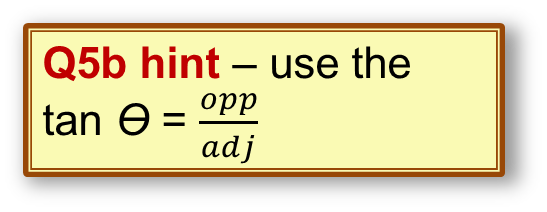 Q5b hint – use the
tan Ө = opp/adj